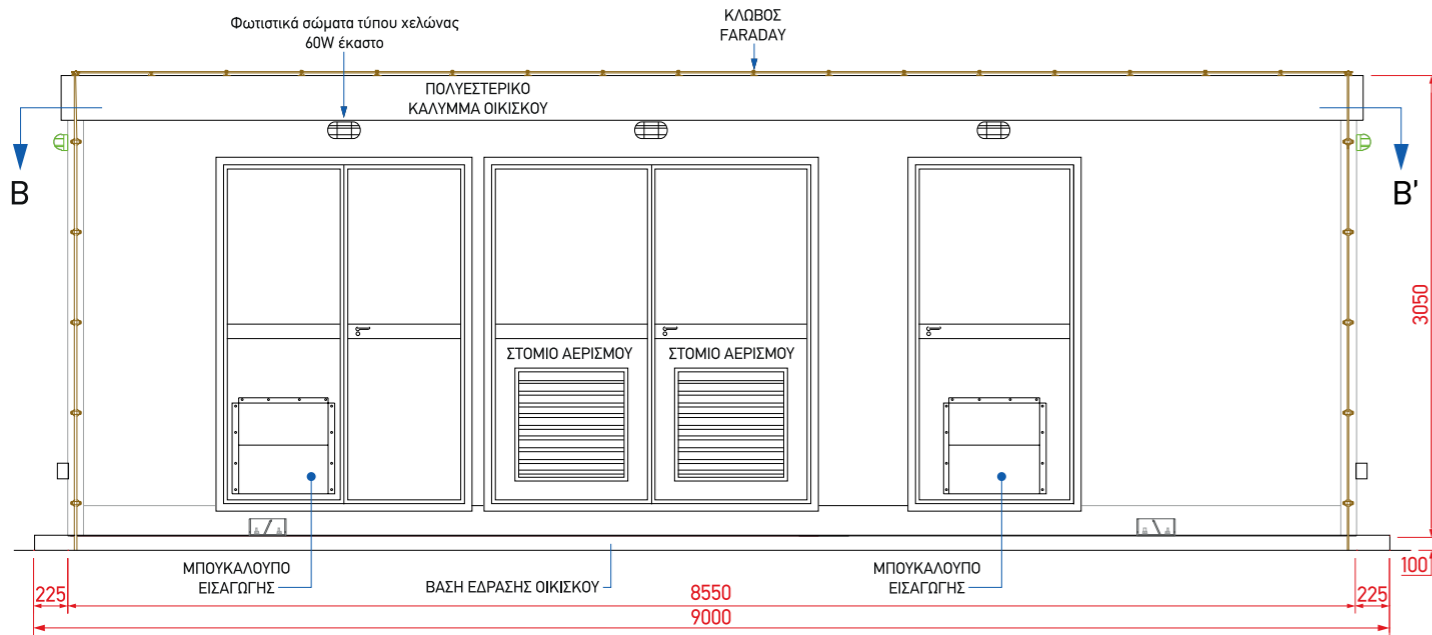 Φωτιστικά σώματα τύπου χελώνας
60W έκαστο
ΚΛΩΒΟΣ
FARADAY
ΠΟΛΥΕΣΤΕΡΙΚΟ
ΚΑΛΥΜΜΑ ΟΙΚΙΣΚΟΥ
B
B'
3050
ΣΤΟΜΙΟ ΑΕΡΙΣΜΟΥ
ΣΤΟΜΙΟ ΑΕΡΙΣΜΟΥ
ΜΠΟΥΚΑΛΟΥΠΟ
ΕΙΣΑΓΩΓΗΣ
ΒΑΣΗ ΕΔΡΑΣΗΣ ΟΙΚΙΣΚΟΥ
ΜΠΟΥΚΑΛΟΥΠΟ
ΕΙΣΑΓΩΓΗΣ
100
225
8550
225
9000